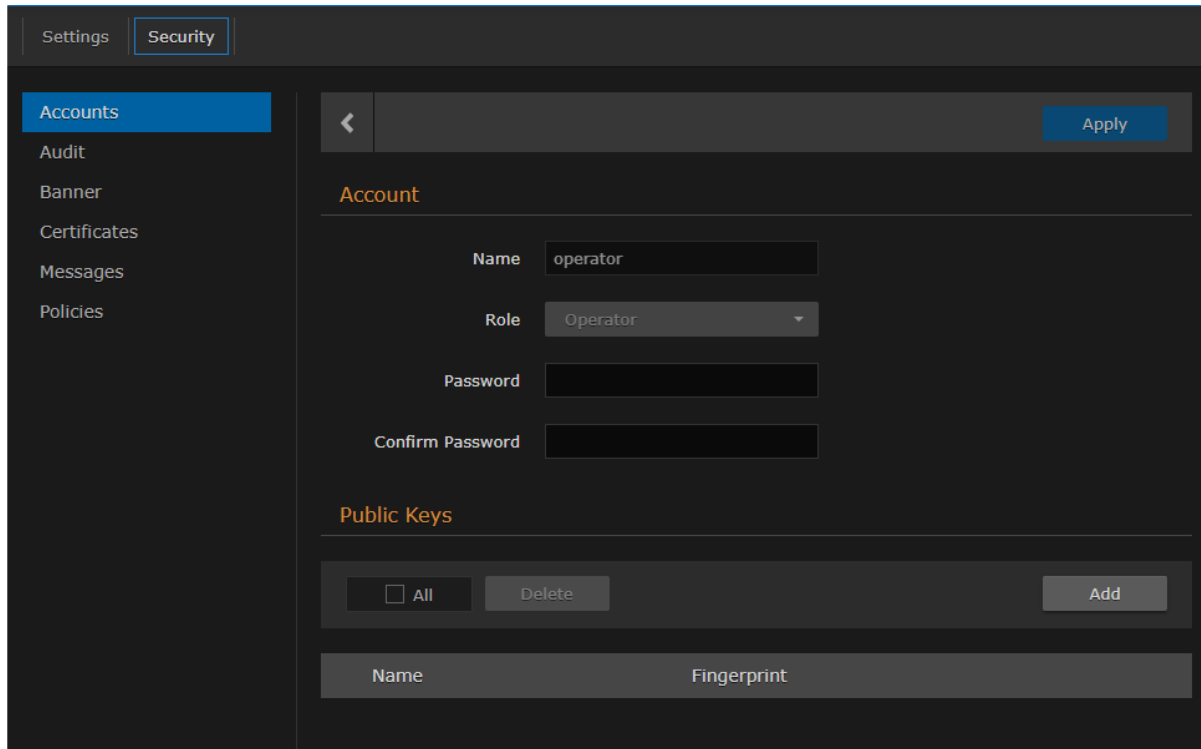 Settings Security
Accounts
Audit
Banner
Certificates
Messages
Policies
Apply
Account
Name operator
Role Operator
Password
Confirm Password
Public Keys
All Delete Add
Name Fingerprint